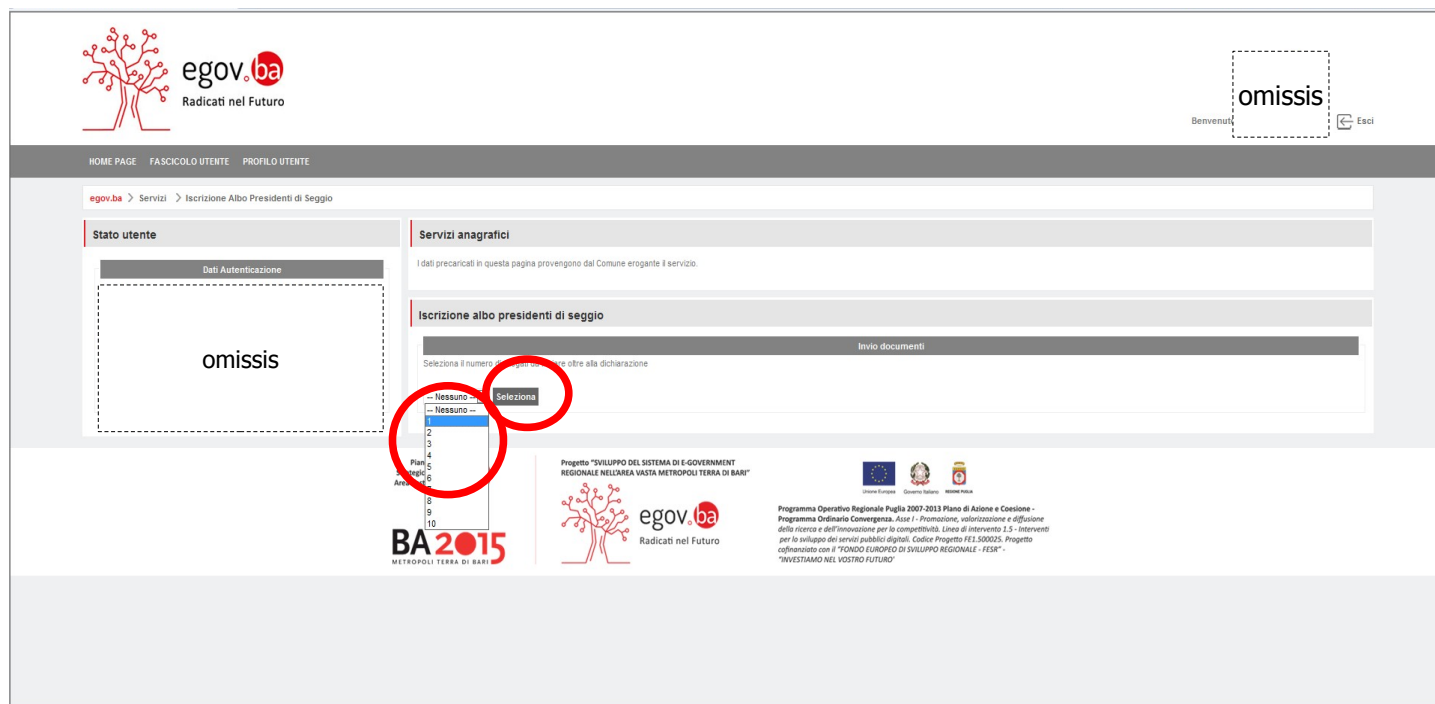 egov.ba
Radicati nel Futuro
omissis
Benvenut
Esci
HOME PAGE FASCICOLO UTENTE PROFILO UTENTE
egov.ba > Servizi > Iscrizione Albo Presidenti di Seggio
Stato utente
Dati Autenticazione
omissis
Servizi anagrafici
I dati precaricati in questa pagina provengono dal Comune erogante il servizio.
Iscrizione albo presidenti di seggio
Invio documenti
Seleziona il numero di oltre alla dichiarazione
-- Nessuno -- Seleziona
-- Nessuno --
1
2
3
4
5
6
8
9
10
BA2015
METROPOLI TERRA DI BARI
Progetto "SVILUPPO DEL SISTEMA DI E-GOVERNMENT
REGIONALE NELL'AREA VASTA METROPOLI TERRA DI BARI"
egov.ba
Radicati nel Futuro
Unione Europea Governo Italiano REGIONE PUGLIA
Programma Operativo Regionale Puglia 2007-2013 Piano di Azione e Coesione -
Programma Ordinario Convergenza. Asse I - Promozione, valorizzazione e diffusione
della ricerca e dell'innovazione per la competitività. Linea di intervento 1.5 - Interventi
per lo sviluppo dei servizi pubblici digitali. Codice Progetto FE1.500025. Progetto
cofinanziato con il "FONDO EUROPEO DI SVILUPPO REGIONALE - FESR" -
"INVESTIAMO NEL VOSTRO FUTURO'